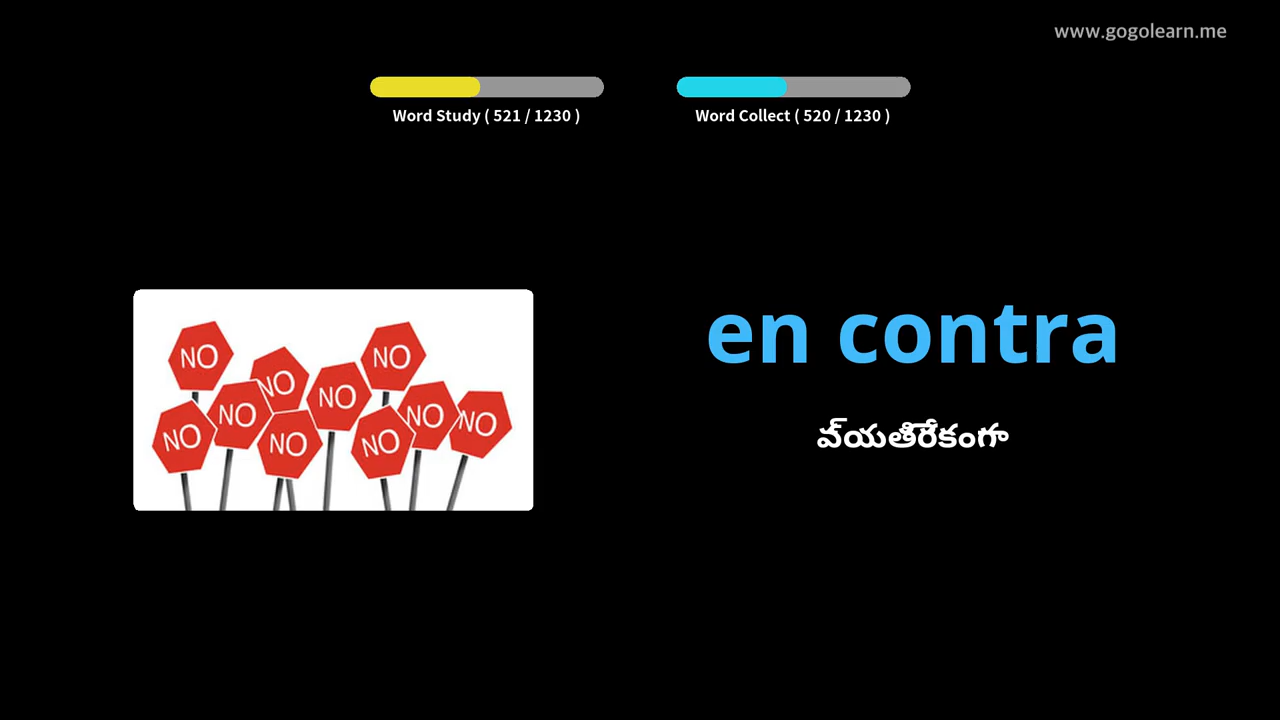 www.gogolearn.me
Word Study ( 521 / 1230 )
Word Collect ( 520 / 1230 )
en contra
వ్యతిరేకంగా
NO
NO
NO
NO
NO
NO
NO
NO
NO
NO